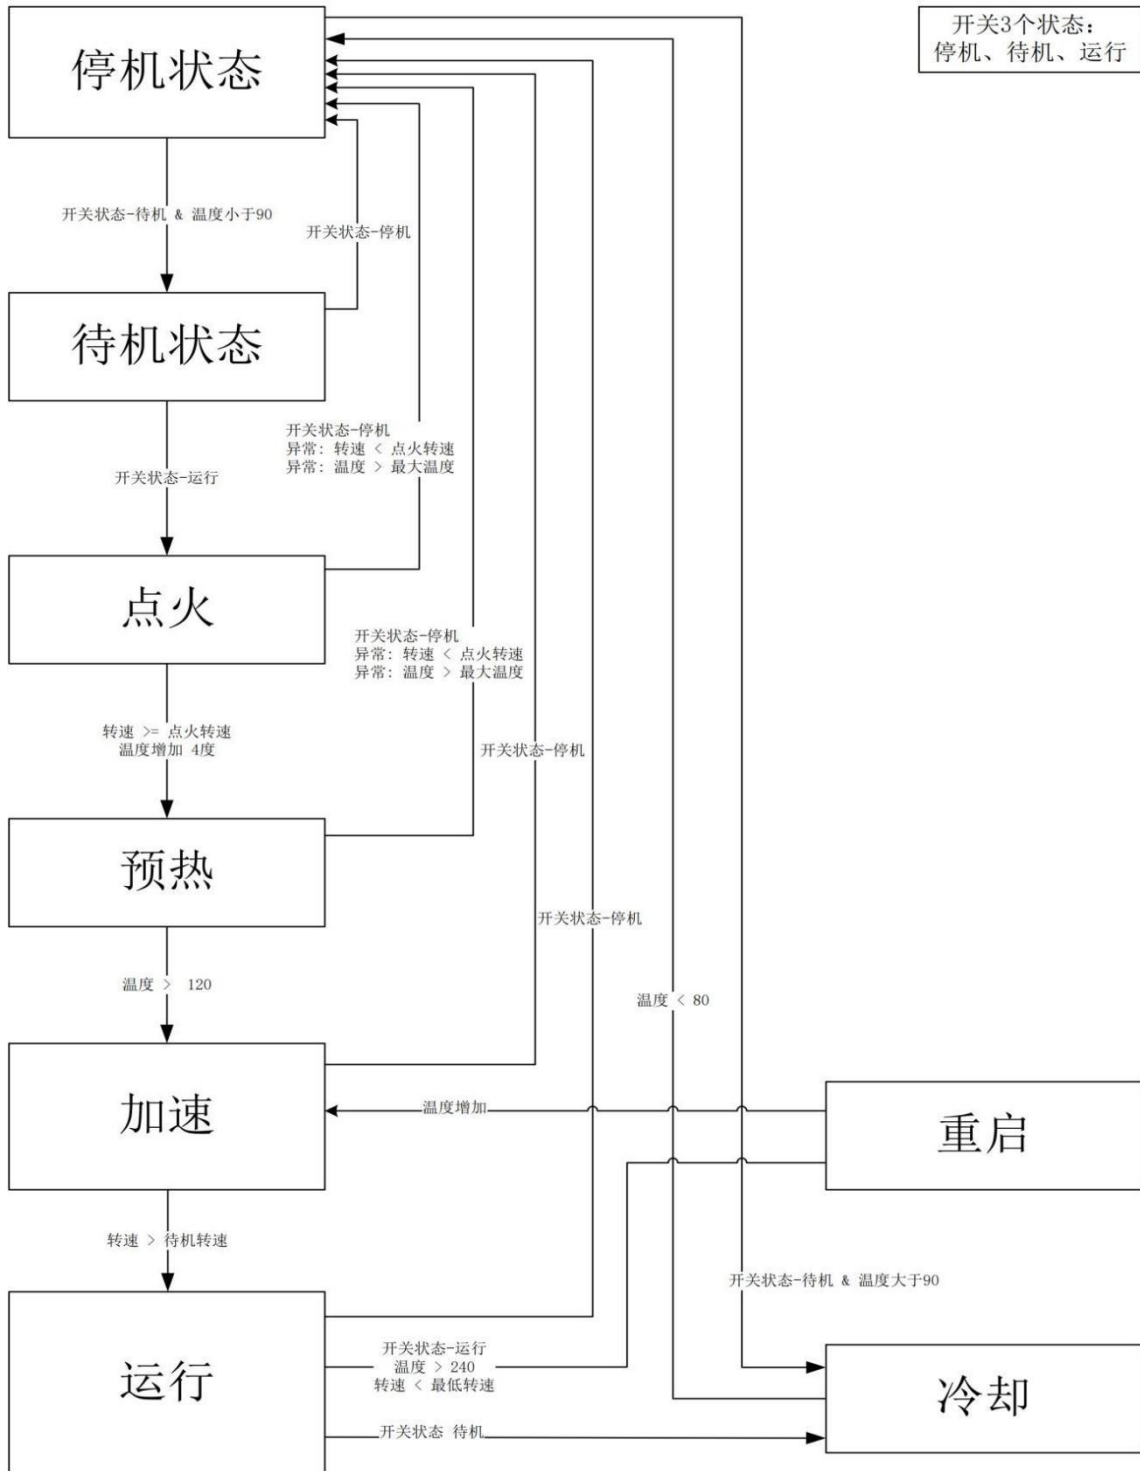 停机状态
开关3个状态：
停机、待机、运行
开关状态-待机 & 温度小于90
开关状态-停机
待机状态
开关状态-停机
异常: 转速 < 点火转速
异常: 温度 > 最大温度
开关状态-运行
点火
开关状态-停机
异常: 转速 < 点火转速
异常: 温度 > 最大温度
转速 >= 点火转速
温度增加 4度
开关状态-停机
预热
开关状态-停机
温度 > 120
温度 < 80
加速
温度增加
重启
转速 > 待机转速
开关状态-待机 & 温度大于90
运行
开关状态-运行
温度 > 240
转速 < 最低转速
冷却
开关状态 待机